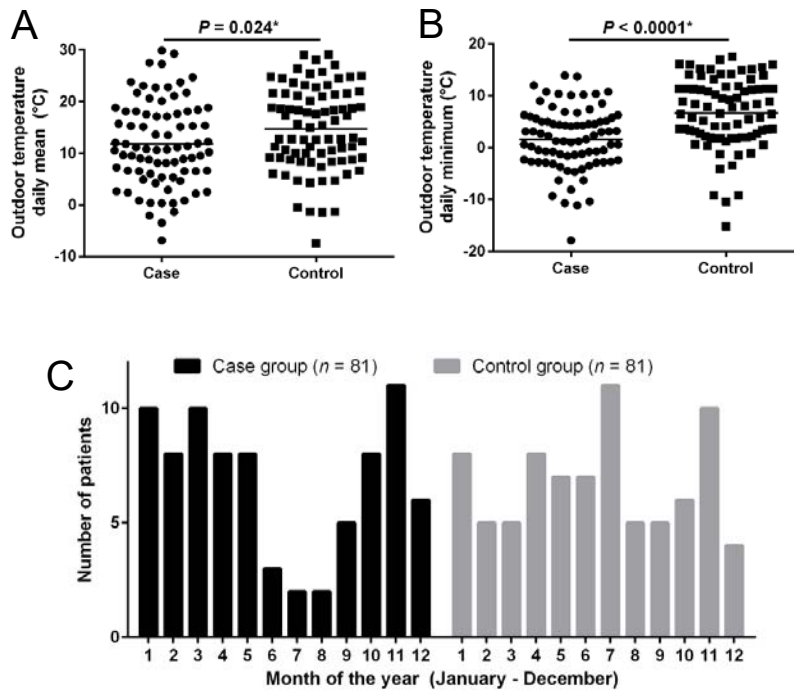 A
P = 0.024*
Outdoor temperature
daily mean (°C)
30
20
10
0
-10
Case
Control
B
P < 0.0001*
Outdoor temperature
daily minimum (°C)
20
10
0
-10
-20
Case
Control
C
Case group (n = 81)
Control group (n = 81)
Number of patients
10
5
0
1 2 3 4 5 6 7 8 9 10 11 12 1 2 3 4 5 6 7 8 9 10 11 12
Month of the year (January - December)